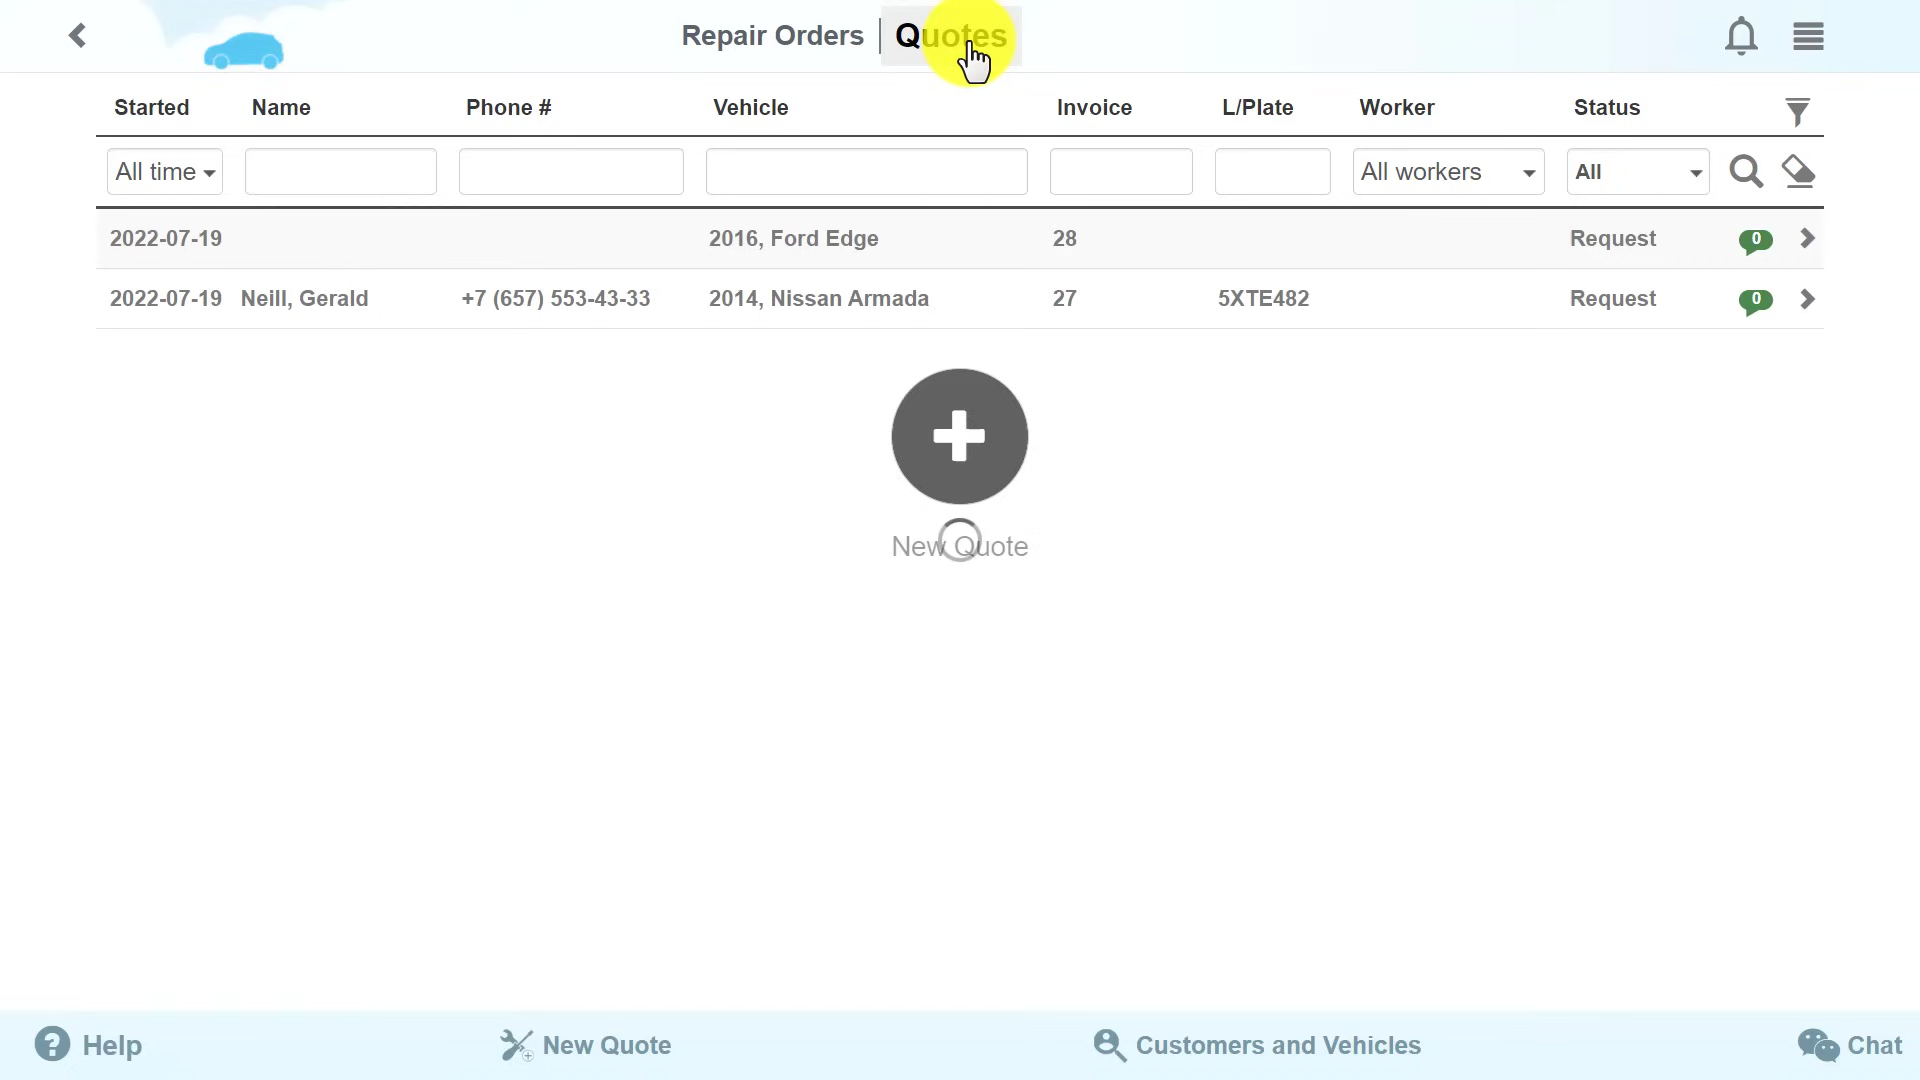 Repair Orders | Quotes
Started Name Phone # Vehicle Invoice L/Plate Worker Status
All time All workers All
2022-07-19 2016, Ford Edge 28 Request 0
2022-07-19 Neill, Gerald +7 (657) 553-43-33 2014, Nissan Armada 27 5XTE482 Request 0
New Quote
Help New Quote Customers and Vehicles Chat